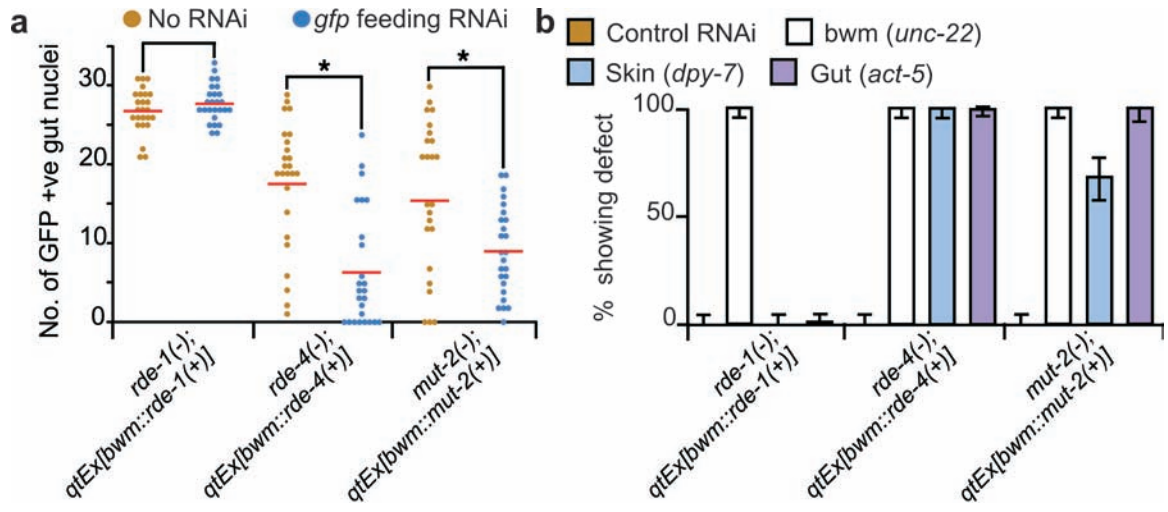 a
No RNAi
gfp feeding RNAi
No. of GFP +ve gut nuclei
30
20
10
0
*
*
rde-1(-);
qtEx[bwm::rde-1(+)]
rde-4(-);
qtEx[bwm::rde-4(+)]
mut-2(-);
qtEx[bwm::mut-2(+)]
b
Control RNAi
bwm (unc-22)
Skin (dpy-7)
Gut (act-5)
% showing defect
100
50
0
rde-1(-);
qtEx[bwm::rde-1(+)]
rde-4(-);
qtEx[bwm::rde-4(+)]
mut-2(-);
qtEx[bwm::mut-2(+)]